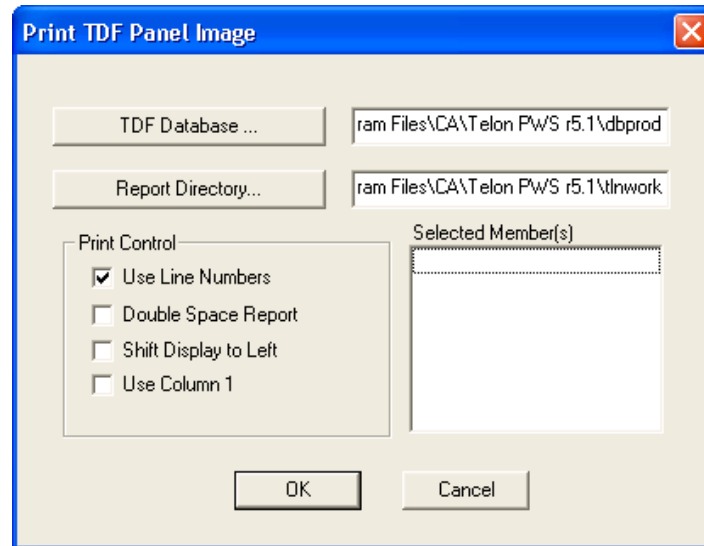 Print TDF Panel Image
TDF Database ...
ram Files\CA\Telon PWS r5.1\dbprod
Report Directory...
ram Files\CA\Telon PWS r5.1\tlnwork
Print Control
Use Line Numbers
Double Space Report
Shift Display to Left
Use Column 1
Selected Member(s)
OK
Cancel